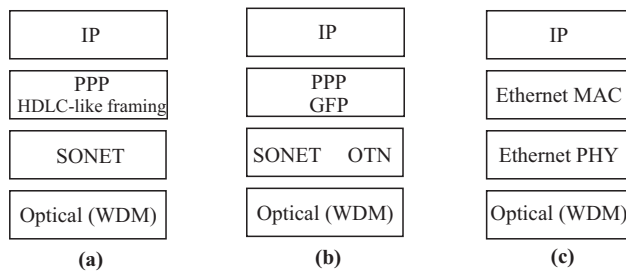 IP
PPP
HDLC-like framing
SONET
Optical (WDM)
(a)
IP
PPP
GFP
SONET OTN
Optical (WDM)
(b)
IP
Ethernet MAC
Ethernet PHY
Optical (WDM)
(c)